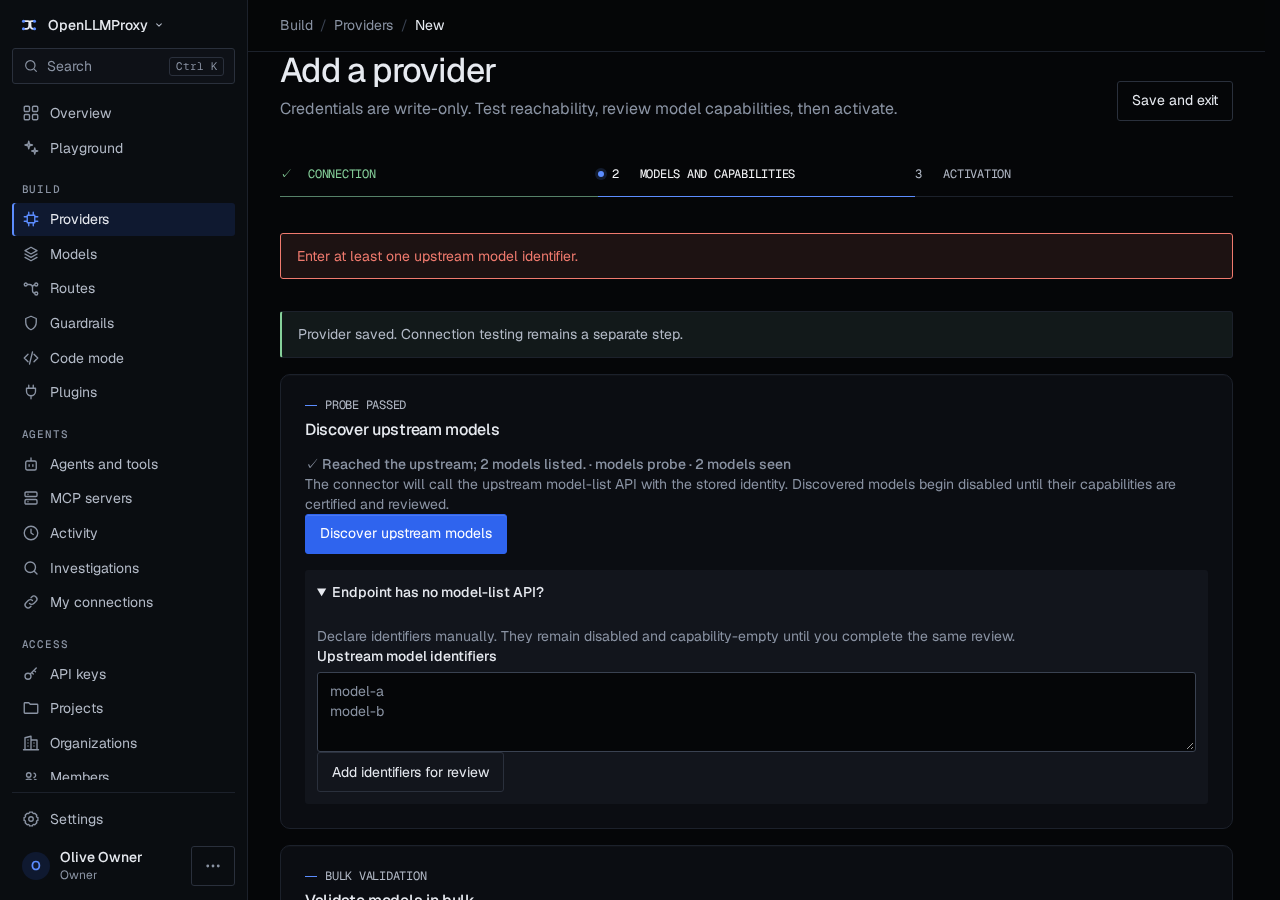 OpenLLMProxy
Search
Ctrl K
Overview
Playground
BUILD
Providers
Models
Routes
Guardrails
Code mode
Plugins
AGENTS
Agents and tools
MCP servers
Activity
Investigations
My connections
ACCESS
API keys
Projects
Organizations
Members
Settings
O
Olive Owner
Owner
Build / Providers / New
Add a provider
Credentials are write-only. Test reachability, review model capabilities, then activate.
Save and exit
✓ CONNECTION
2 MODELS AND CAPABILITIES
3 ACTIVATION
Enter at least one upstream model identifier.
Provider saved. Connection testing remains a separate step.
— PROBE PASSED
Discover upstream models
✓ Reached the upstream; 2 models listed. · models probe · 2 models seen
The connector will call the upstream model-list API with the stored identity. Discovered models begin disabled until their capabilities are
certified and reviewed.
Discover upstream models
▼ Endpoint has no model-list API?
Declare identifiers manually. They remain disabled and capability-empty until you complete the same review.
Upstream model identifiers
model-a
model-b
Add identifiers for review
— BULK VALIDATION
Validate models in bulk